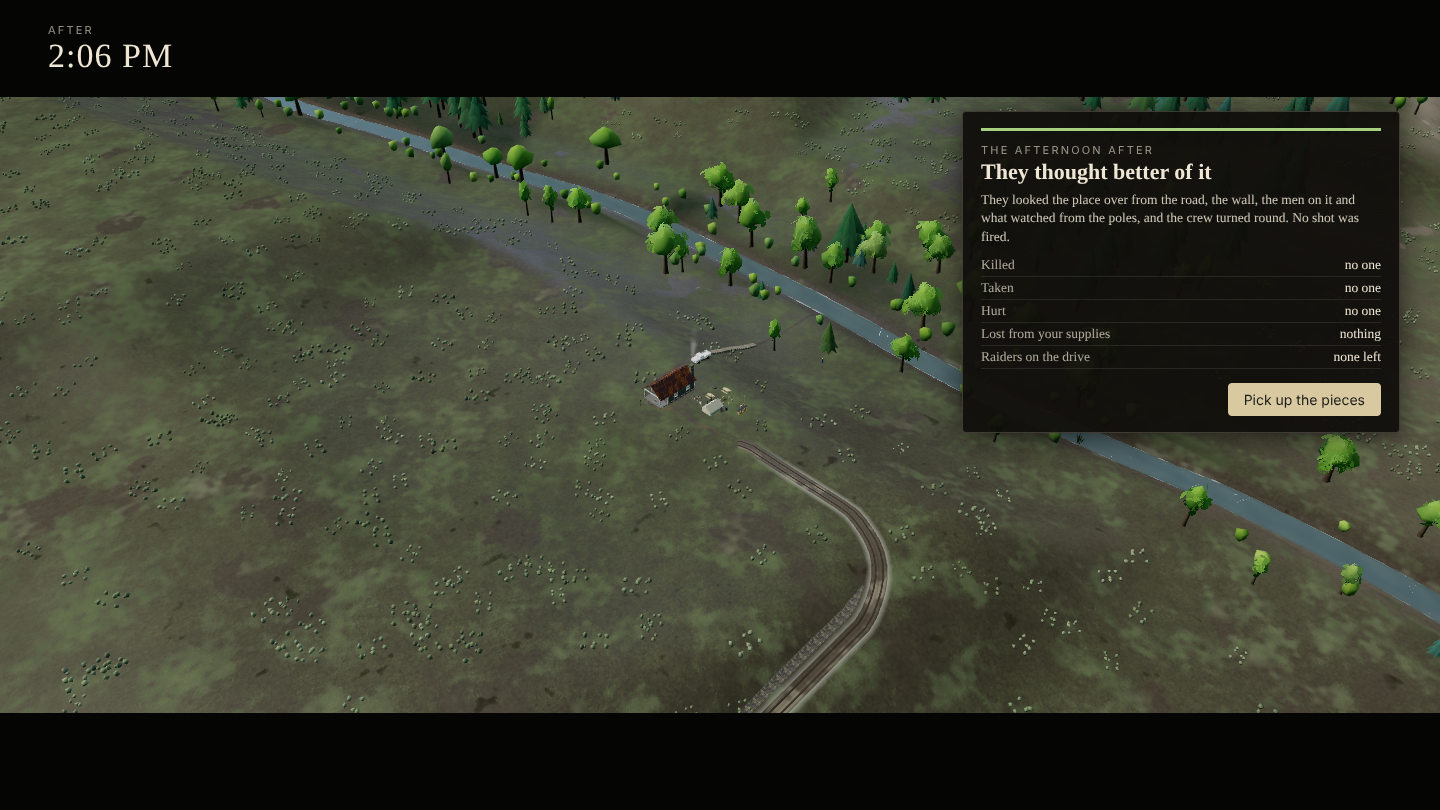 AFTER
2:06 PM
THE AFTERNOON AFTER
They thought better of it
They looked the place over from the road, the wall, the men on it and
what watched from the poles, and the crew turned round. No shot was
fired.
Killed no one
Taken no one
Hurt no one
Lost from your supplies nothing
Raiders on the drive none left
Pick up the pieces